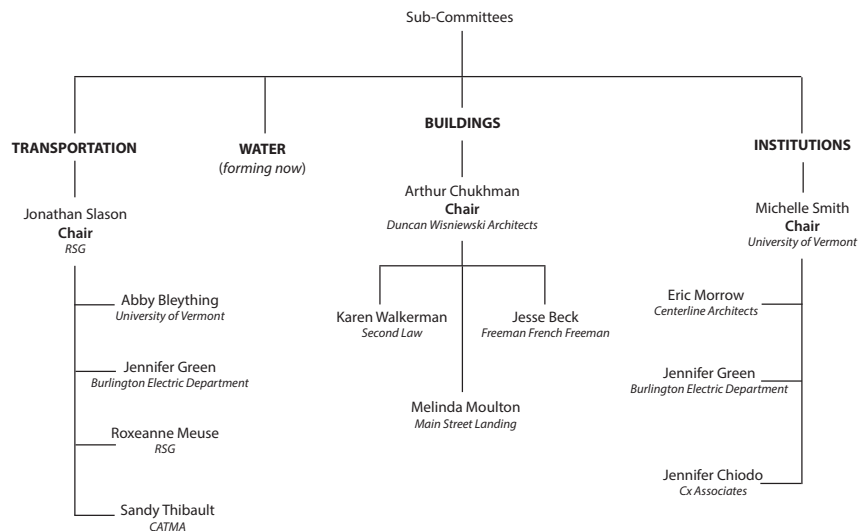 Sub-Committees
TRANSPORTATION
Jonathan Slason
Chair
RSG
Abby Bleything
University of Vermont
Jennifer Green
Burlington Electric Department
Roxeanne Meuse
RSG
Sandy Thibault
CATMA
WATER
(forming now)
BUILDINGS
Arthur Chukhman
Chair
Duncan Wisniewski Architects
Karen Walkerman
Second Law
Jesse Beck
Freeman French Freeman
Melinda Moulton
Main Street Landing
INSTITUTIONS
Michelle Smith
Chair
University of Vermont
Eric Morrow
Centerline Architects
Jennifer Green
Burlington Electric Department
Jennifer Chiodo
Cx Associates